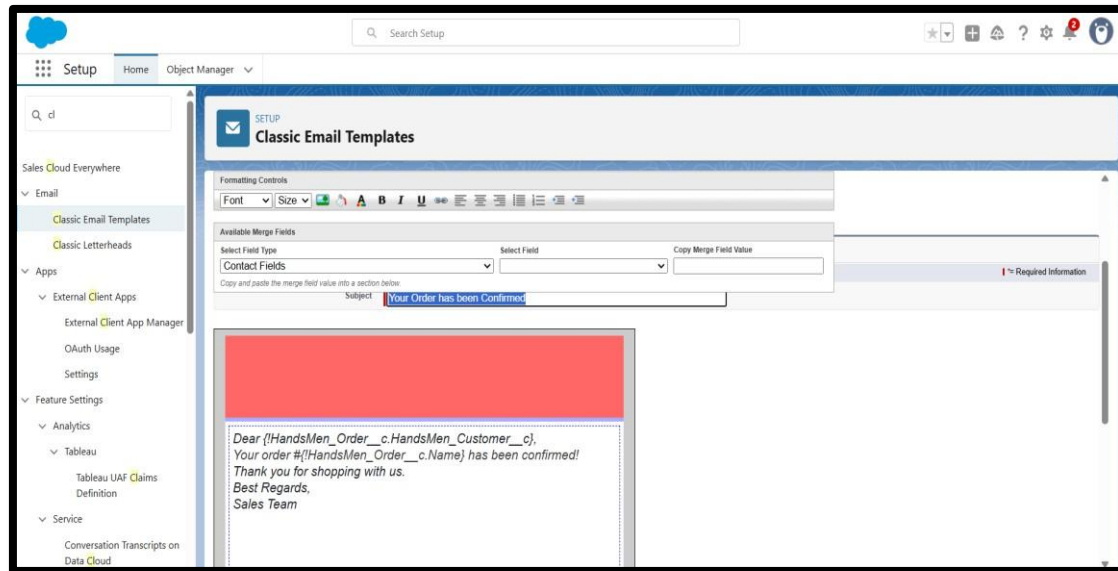 Search Setup
2
Setup
Home
Object Manager
cl
Sales Cloud Everywhere
Email
Classic Email Templates
Classic Letterheads
Apps
External Client Apps
External Client App Manager
OAuth Usage
Settings
Feature Settings
Analytics
Tableau
Tableau UAF Claims
Definition
Service
Conversation Transcripts on
Data Cloud
SETUP
Classic Email Templates
Formatting Controls
Font Size A B I U
Available Merge Fields
Select Field Type Select Field Copy Merge Field Value
Contact Fields
Copy and paste the merge field value into a section below.
= Required Information
Subject Your Order has been Confirmed
Dear {!HandsMen_Order__c.HandsMen_Customer__c},
Your order #{!HandsMen_Order__c.Name} has been confirmed!
Thank you for shopping with us.
Best Regards,
Sales Team